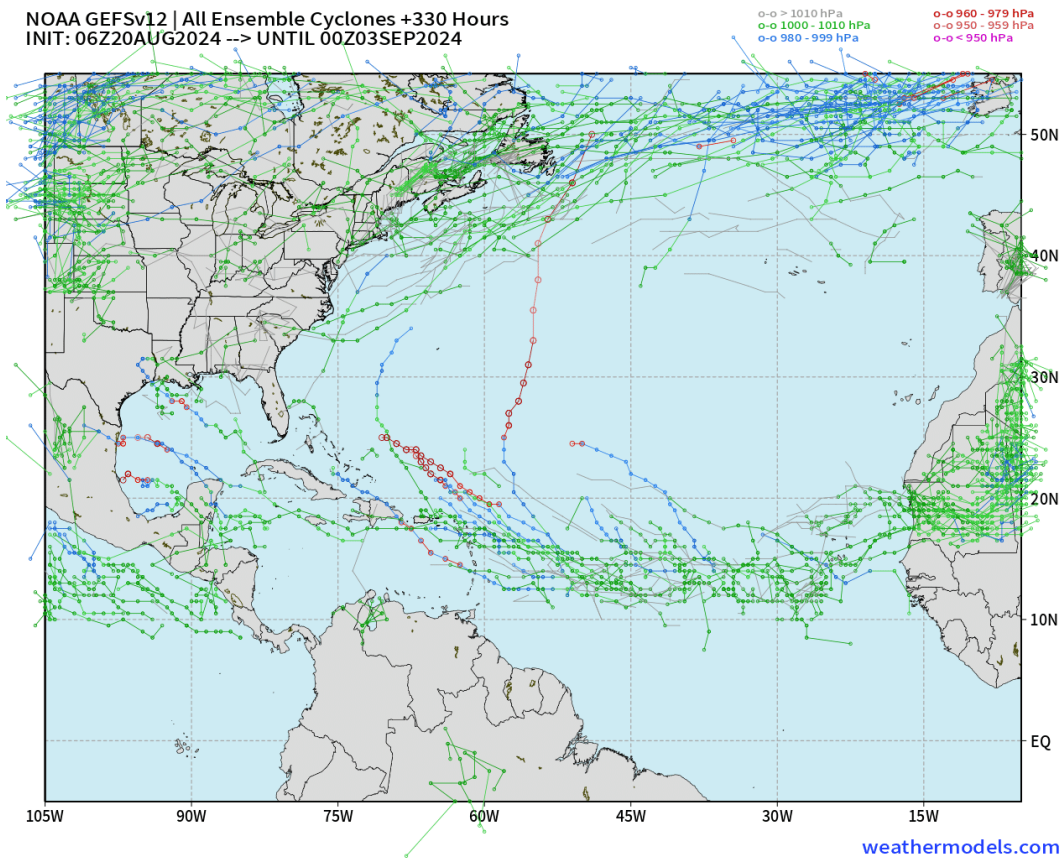 NOAA GEFSv12 | All Ensemble Cyclones +330 Hours
INIT: 06Z20AUG2024 --> UNTIL 00Z03SEP2024
o-o > 1010 hPa
o-o 1000 - 1010 hPa
o-o 980 - 999 hPa
o-o 960 - 979 hPa
o-o 950 - 959 hPa
o-o < 950 hPa
50N
40N
30N
20N
10N
EQ
105W 90W 75W 60W 45W 30W 15W
weathermodels.com